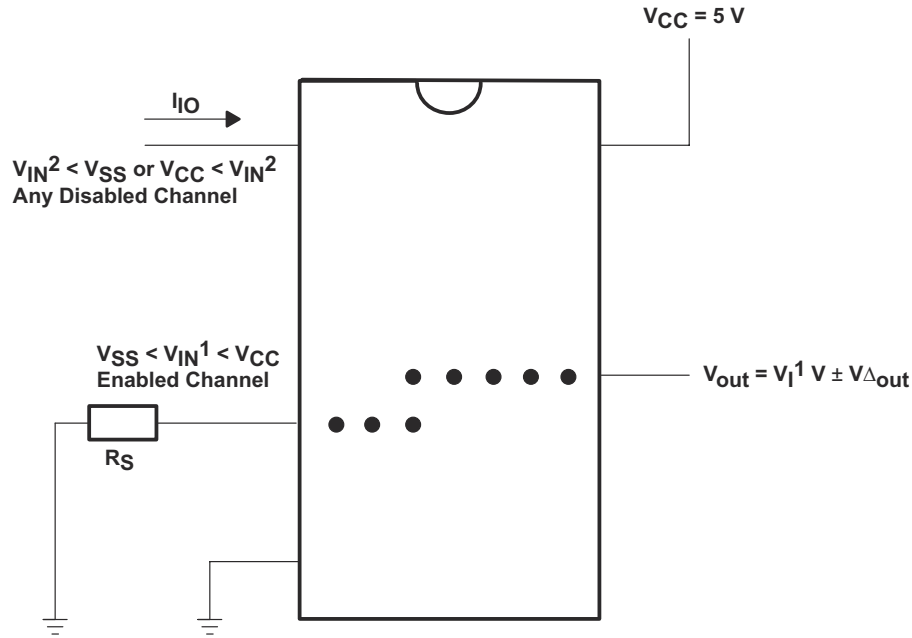 VCC = 5 V
IIO
VIN2 < VSS or VCC < VIN2
Any Disabled Channel
VSS < VIN1 < VCC
Enabled Channel
Vout = VI1 V ± VΔout
RS